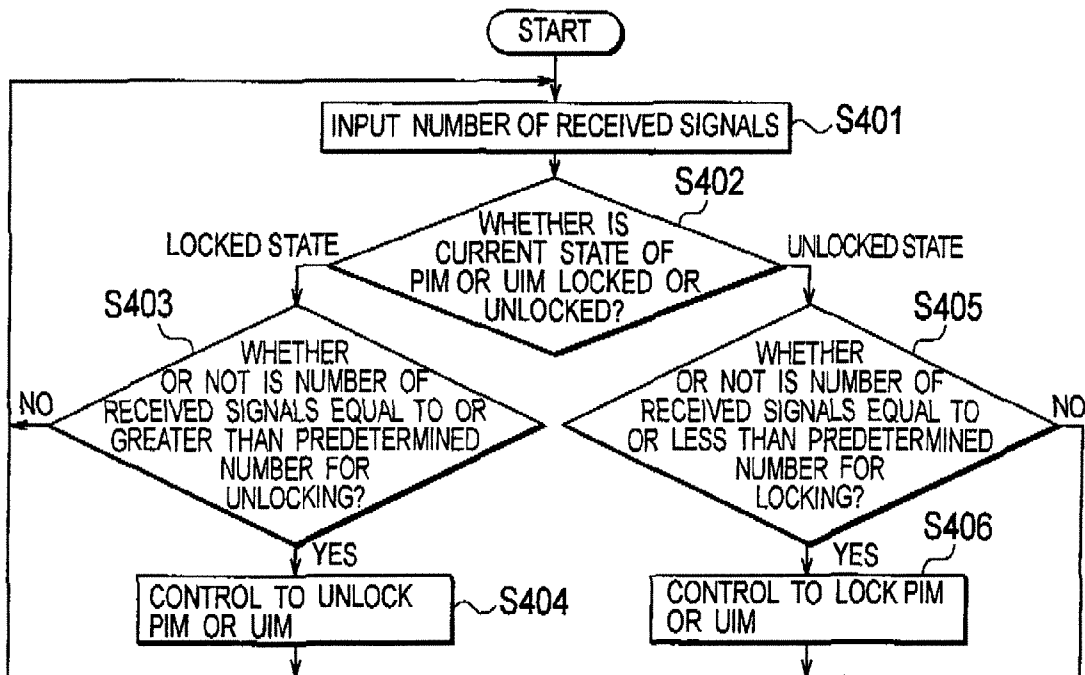 START
INPUT NUMBER OF RECEIVED SIGNALS
S401
S402
WHETHER IS
CURRENT STATE OF
PIM OR UIM LOCKED OR
UNLOCKED?
LOCKED STATE
UNLOCKED STATE
S403
WHETHER
OR NOT IS NUMBER OF
RECEIVED SIGNALS EQUAL TO OR
GREATER THAN PREDETERMINED
NUMBER FOR
UNLOCKING?
NO
YES
S405
WHETHER
OR NOT IS NUMBER OF
RECEIVED SIGNALS EQUAL TO
OR LESS THAN PREDETERMINED
NUMBER FOR
LOCKING?
NO
YES
CONTROL TO UNLOCK
PIM OR UIM
S404
S406
CONTROL TO LOCK PIM
OR UIM